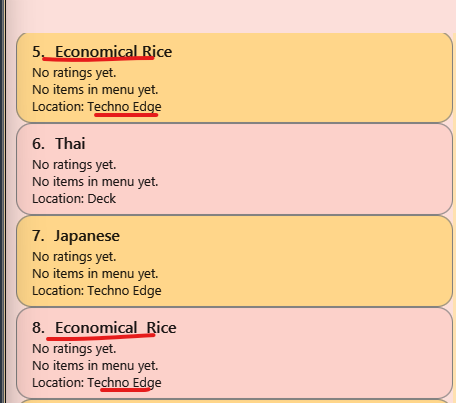 5. Economical Rice
No ratings yet.
No items in menu yet.
Location: Techno Edge
6. Thai
No ratings yet.
No items in menu yet.
Location: Deck
7. Japanese
No ratings yet.
No items in menu yet.
Location: Techno Edge
8. Economical  Rice
No ratings yet.
No items in menu yet.
Location: Techno Edge